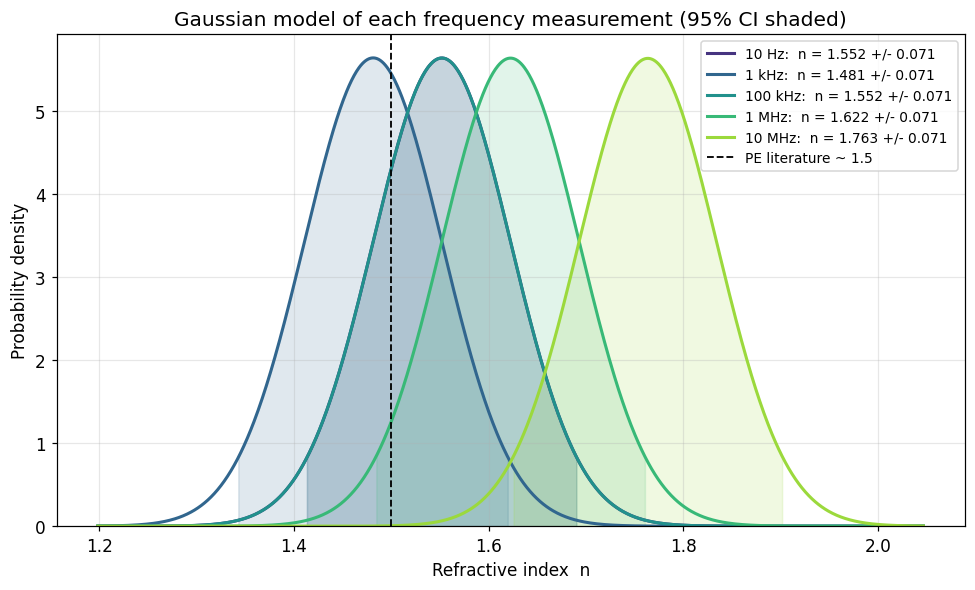 Gaussian model of each frequency measurement (95% CI shaded)
10 Hz:  n = 1.552 +/- 0.071
1 kHz:  n = 1.481 +/- 0.071
100 kHz:  n = 1.552 +/- 0.071
1 MHz:  n = 1.622 +/- 0.071
10 MHz:  n = 1.763 +/- 0.071
PE literature ~ 1.5
Probability density
5
4
3
2
1
0
1.2 1.4 1.6 1.8 2.0
Refractive index  n